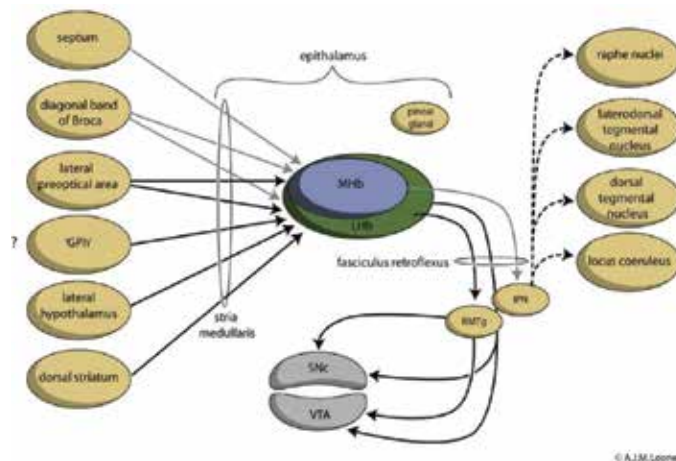 septum
diagonal band
of Broca
lateral
preoptical area
?
'GPh'
lateral
hypothalamus
dorsal striatum
epithalamus
pineal
gland
MHb
LHb
stria
medullaris
fasciculus retroflexus
IPN
RMTg
SNc
VTA
raphe nuclei
laterodorsal
tegmental
nucleus
dorsal
tegmental
nucleus
locus coeruleus
© A.J.M. Loonen